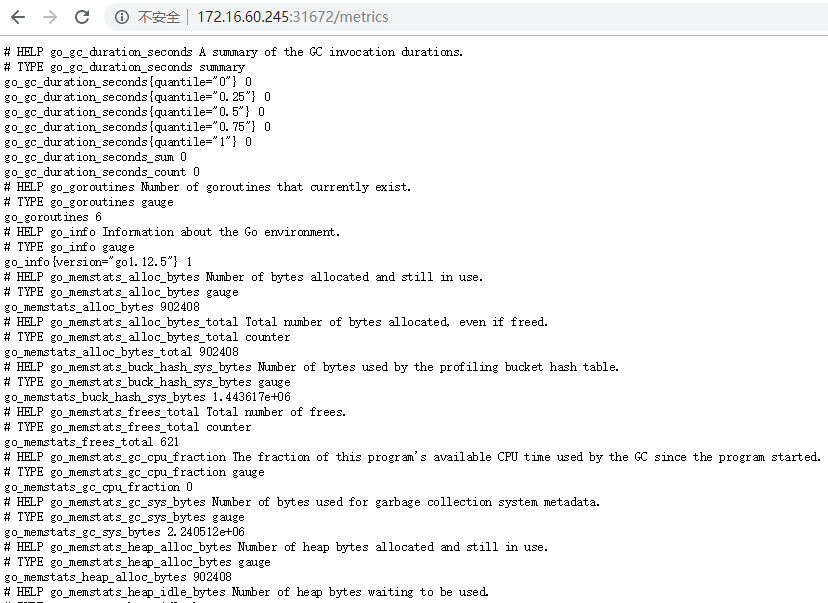 不安全 172.16.60.245:31672/metrics
# HELP go_gc_duration_seconds A summary of the GC invocation durations.
# TYPE go_gc_duration_seconds summary
go_gc_duration_seconds{quantile="0"} 0
go_gc_duration_seconds{quantile="0.25"} 0
go_gc_duration_seconds{quantile="0.5"} 0
go_gc_duration_seconds{quantile="0.75"} 0
go_gc_duration_seconds{quantile="1"} 0
go_gc_duration_seconds_sum 0
go_gc_duration_seconds_count 0
# HELP go_goroutines Number of goroutines that currently exist.
# TYPE go_goroutines gauge
go_goroutines 6
# HELP go_info Information about the Go environment.
# TYPE go_info gauge
go_info{version="go1.12.5"} 1
# HELP go_memstats_alloc_bytes Number of bytes allocated and still in use.
# TYPE go_memstats_alloc_bytes gauge
go_memstats_alloc_bytes 902408
# HELP go_memstats_alloc_bytes_total Total number of bytes allocated, even if freed.
# TYPE go_memstats_alloc_bytes_total counter
go_memstats_alloc_bytes_total 902408
# HELP go_memstats_buck_hash_sys_bytes Number of bytes used by the profiling bucket hash table.
# TYPE go_memstats_buck_hash_sys_bytes gauge
go_memstats_buck_hash_sys_bytes 1.443617e+06
# HELP go_memstats_frees_total Total number of frees.
# TYPE go_memstats_frees_total counter
go_memstats_frees_total 621
# HELP go_memstats_gc_cpu_fraction The fraction of this program's available CPU time used by the GC since the program started.
# TYPE go_memstats_gc_cpu_fraction gauge
go_memstats_gc_cpu_fraction 0
# HELP go_memstats_gc_sys_bytes Number of bytes used for garbage collection system metadata.
# TYPE go_memstats_gc_sys_bytes gauge
go_memstats_gc_sys_bytes 2.240512e+06
# HELP go_memstats_heap_alloc_bytes Number of heap bytes allocated and still in use.
# TYPE go_memstats_heap_alloc_bytes gauge
go_memstats_heap_alloc_bytes 902408
# HELP go_memstats_heap_idle_bytes Number of heap bytes waiting to be used.